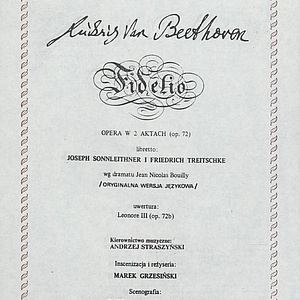 Ludwig Van Beethoven
Fidelio
OPERA W 2 AKTACH (op. 72)
libretto:
JOSEPH SONNLEITHNER I FRIEDRICH TREITSCHKE
wg dramatu Jean Nicolas Bouilly
/ORYGINALNA WERSJA JĘZYKOWA/
uwertura:
Leonore III (op. 72b)
Kierownictwo muzyczne:
ANDRZEJ STRASZYŃSKI
Inscenizacja i reżyseria:
MAREK GRZESIŃSKI
Scenografia: